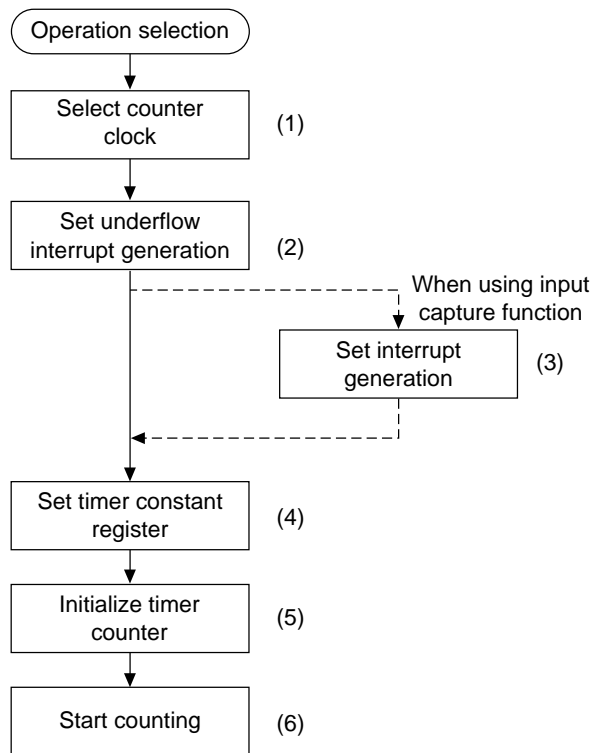 Operation selection
Select counter
clock
(1)
Set underflow
interrupt generation
(2)
When using input
capture function
Set interrupt
generation
(3)
Set timer constant
register
(4)
Initialize timer
counter
(5)
Start counting
(6)